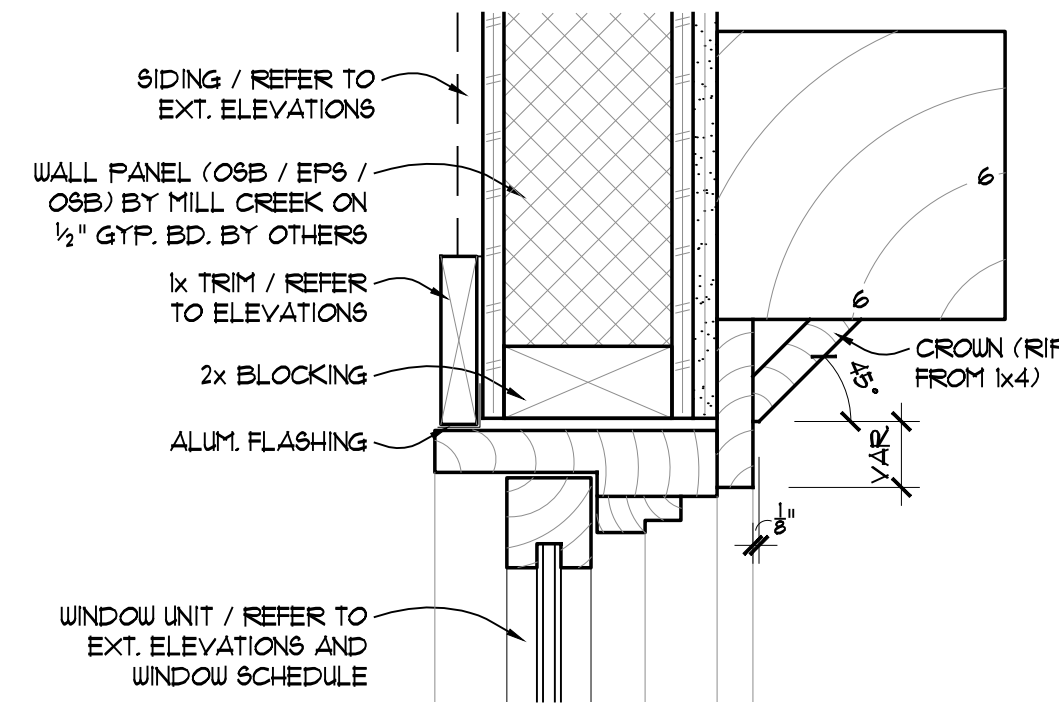 SIDING / REFER TO
EXT. ELEVATIONS
WALL PANEL (OSB / EPS /
OSB) BY MILL CREEK ON
½" GYP. BD. BY OTHERS
1x TRIM / REFER
TO ELEVATIONS
2x BLOCKING
ALUM. FLASHING
WINDOW UNIT / REFER TO
EXT. ELEVATIONS AND
WINDOW SCHEDULE
6
6
CROWN (RIP
FROM 1x4)
45°
VAR
1/8"